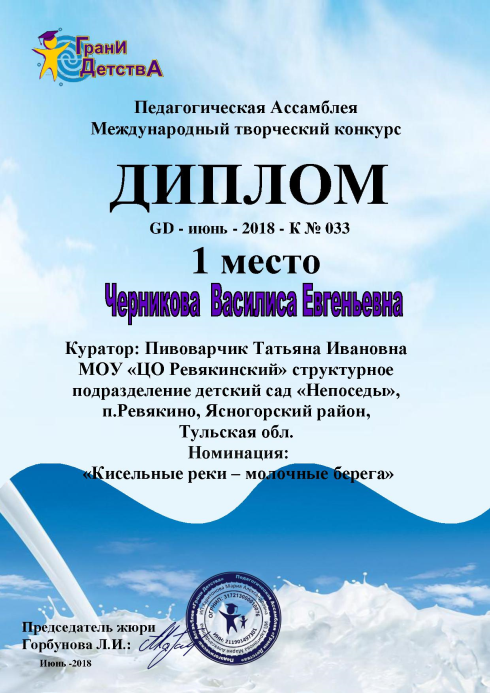 ГранИ
ДетствА
Педагогическая Ассамблея
Международный творческий конкурс
ДИПЛОМ
GD - июнь - 2018 - К № 033
1 место
Черникова Василиса Евгеньевна
Куратор: Пивоварчик Татьяна Ивановна
МОУ «ЦО Ревякинский» структурное
подразделение детский сад «Непоседы»,
п.Ревякино, Ясногорский район,
Тульская обл.
Номинация:
«Кисельные реки – молочные берега»
Председатель жюри
Горбунова Л.И.:
Июнь -2018